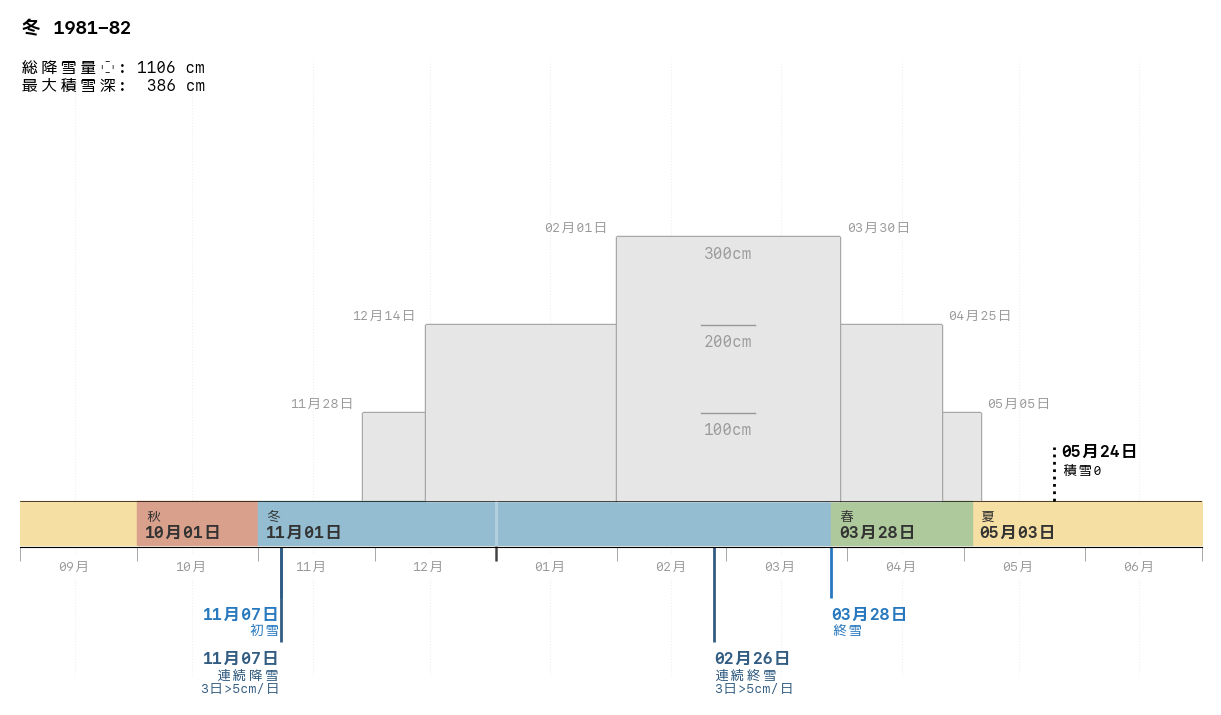 冬 1981–82
総降雪量: 1106 cm
最大積雪深: 386 cm
02月01日
03月30日
300cm
12月14日
04月25日
200cm
11月28日
05月05日
100cm
05月24日
積雪0
秋
10月01日
冬
11月01日
春
03月28日
夏
05月03日
09月
10月
11月
12月
01月
02月
03月
04月
05月
06月
11月07日
初雪
03月28日
終雪
11月07日
連続降雪
3日>5cm/日
02月26日
連続終雪
3日>5cm/日